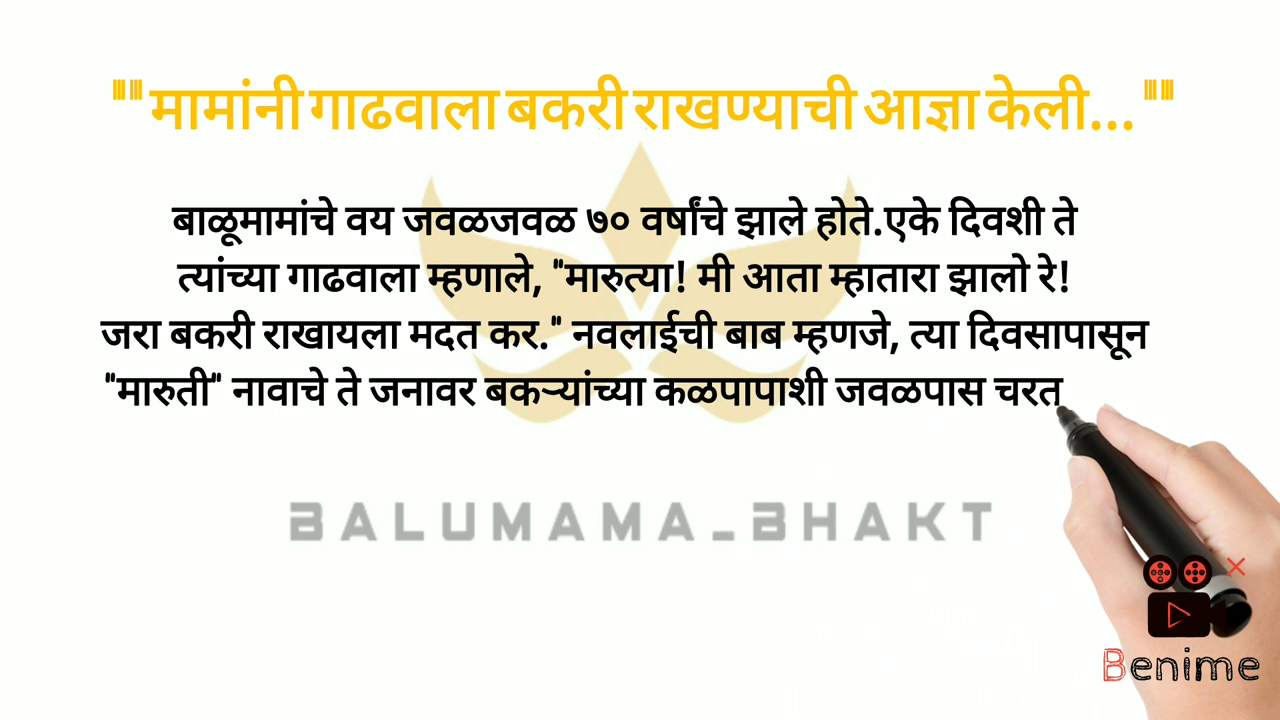 ""मामांनी गाढवाला बकरी राखण्याची आज्ञा केली... ""
बाळूमामांचे वय जवळजवळ ७० वर्षांचे झाले होते.एके दिवशी ते
त्यांच्या गाढवाला म्हणाले, "मारुत्या! मी आता म्हातारा झालो रे!
जरा बकरी राखायला मदत कर." नवलाईची बाब म्हणजे, त्या दिवसापासून
"मारुती" नावाचे ते जनावर बकऱ्यांच्या कळपापाशी जवळपास चरत
BALUMAMA_BHAKT
Benime